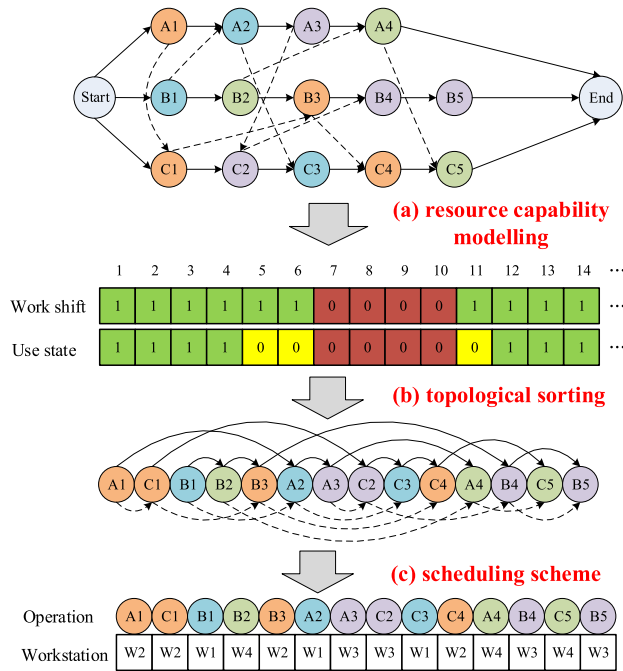 A1 A2 A3 A4
Start B1 B2 B3 B4 B5 End
C1 C2 C3 C4 C5
(a) resource capability
modelling
1 2 3 4 5 6 7 8 9 10 11 12 13 14 ...
Work shift 1 1 1 1 1 1 0 0 0 0 1 1 1 1 ...
Use state 1 1 1 1 0 0 0 0 0 0 0 1 1 1 ...
(b) topological sorting
A1 C1 B1 B2 B3 A2 A3 C2 C3 C4 A4 B4 C5 B5
(c) scheduling scheme
Operation A1 C1 B1 B2 B3 A2 A3 C2 C3 C4 A4 B4 C5 B5
Workstation W2 W2 W1 W4 W2 W1 W3 W3 W1 W2 W4 W3 W4 W3